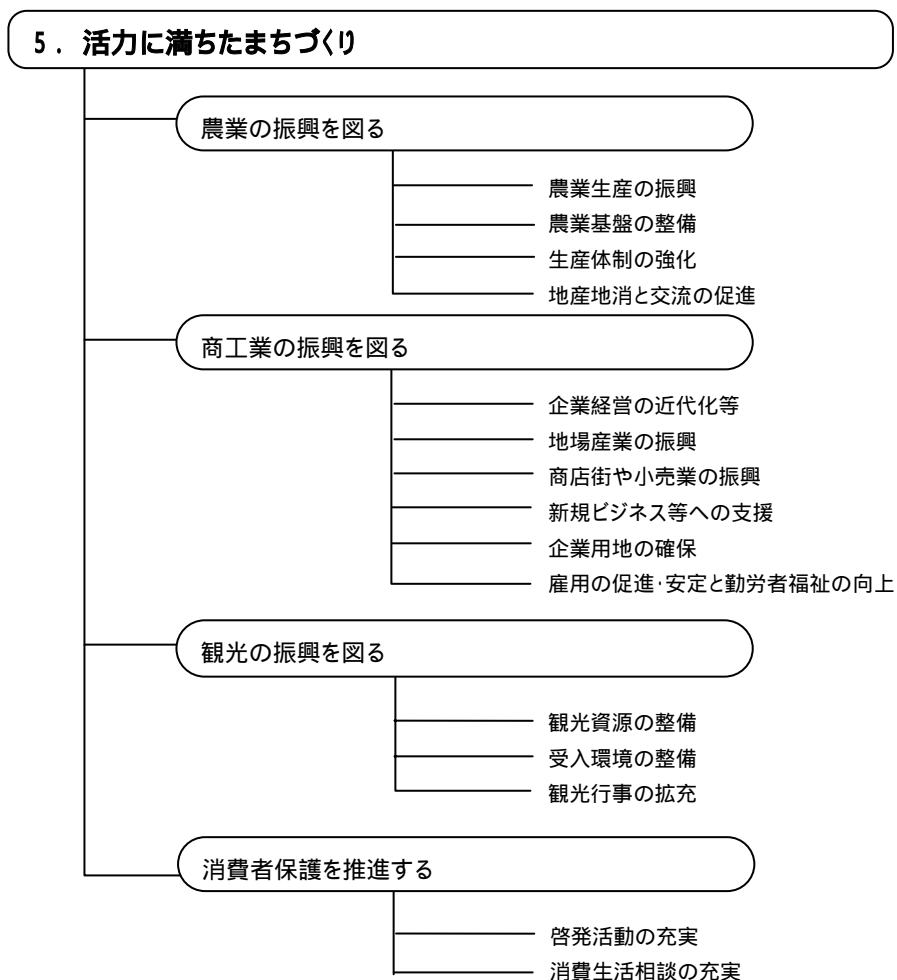 ５．活力に満ちたまちづくり
農業の振興を図る
農業生産の振興
農業基盤の整備
生産体制の強化
地産地消と交流の促進
商工業の振興を図る
企業経営の近代化等
地場産業の振興
商店街や小売業の振興
新規ビジネス等への支援
企業用地の確保
雇用の促進･安定と勤労者福祉の向上
観光の振興を図る
観光資源の整備
受入環境の整備
観光行事の拡充
消費者保護を推進する
啓発活動の充実
消費生活相談の充実